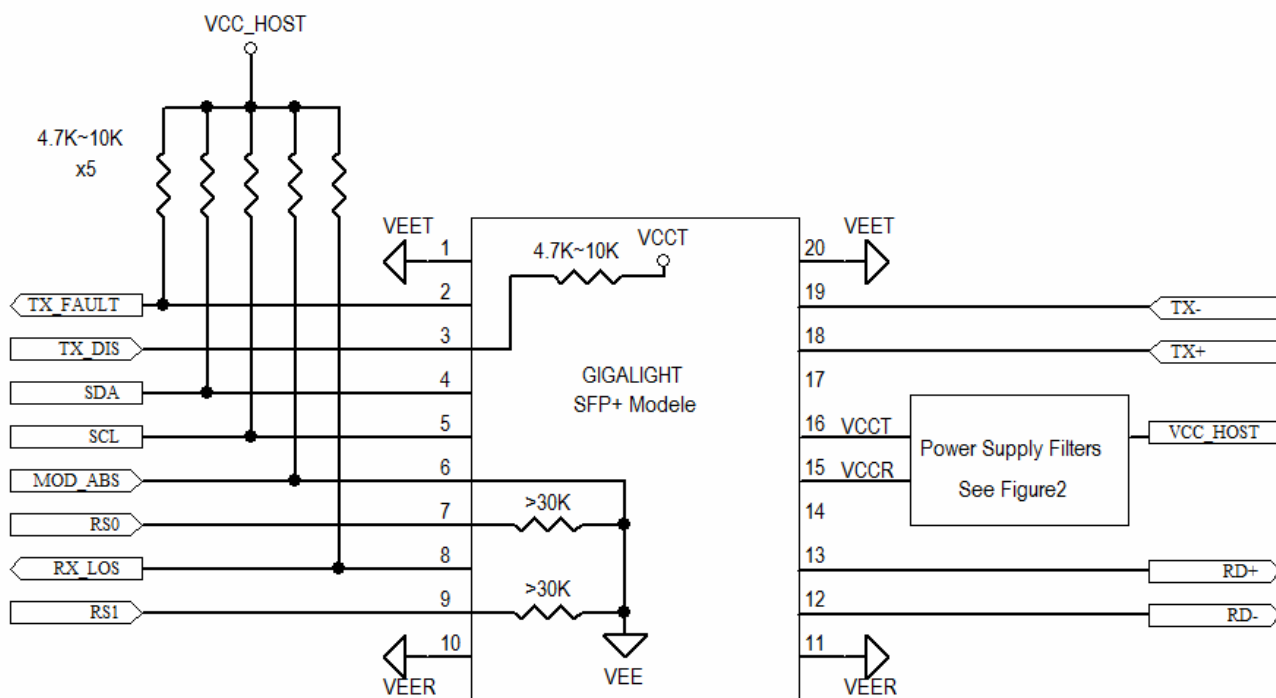 VCC_HOST
4.7K~10K
x5
VEET
1
4.7K~10K
VCCT
20
VEET
TX_FAULT
2
19
TX-
TX_DIS
3
18
TX+
SDA
4
GIGALIGHT
SFP+ Modele
17
SCL
5
16
VCCT
Power Supply Filters
See Figure2
VCC_HOST
MOD_ABS
6
15
VCCR
RS0
7
>30K
14
RX_LOS
8
13
RD+
RS1
9
>30K
12
RD-
10
VEER
VEE
11
VEER